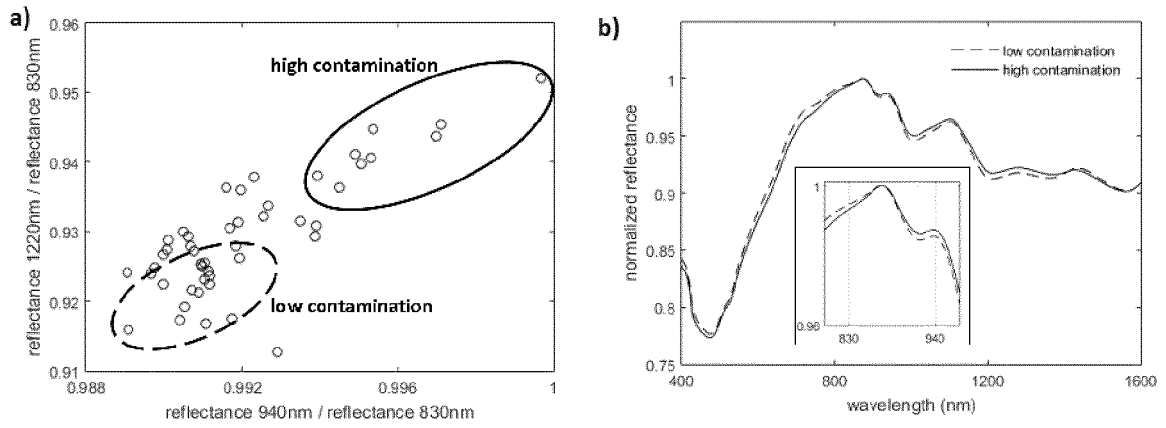 a)
0.96
0.95
0.94
0.93
0.92
0.91
reflectance 1220nm / reflectance 830nm
high contamination
low contamination
0.988
0.992
0.996
1
reflectance 940nm / reflectance 830nm
b)
low contamination
high contamination
1
0.95
0.9
0.85
0.8
0.75
normalized reflectance
1
0.96
830
940
400
800
1200
1600
wavelength (nm)